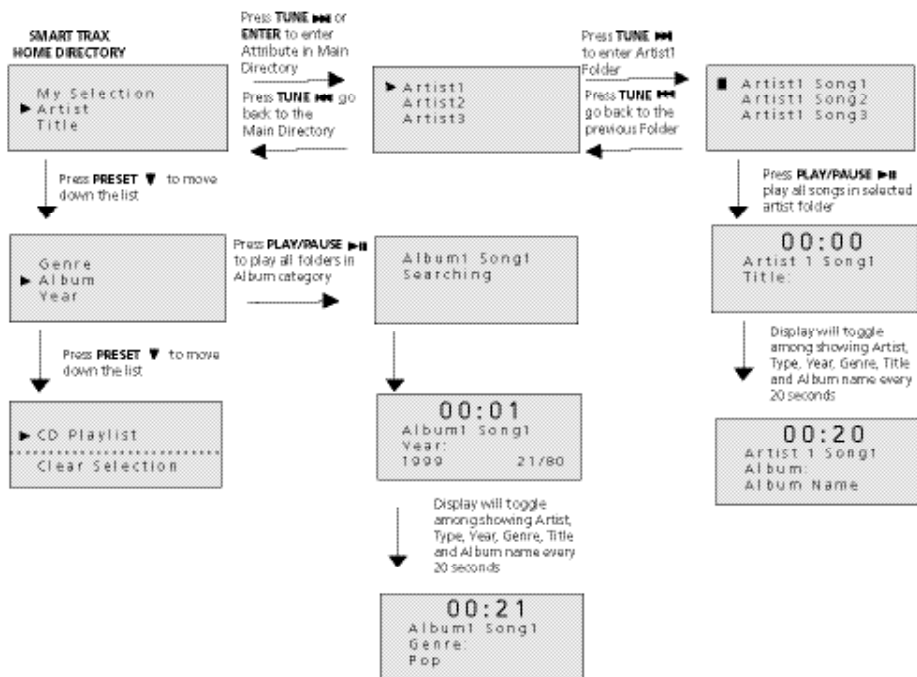 SMART TRAX
HOME DIRECTORY
My Selection
▶ Artist
Title
Press TUNE ⏭ or
ENTER to enter
Attribute in Main
Directory
Press TUNE ⏮ go
back to the
Main Directory
▶ Artist1
Artist2
Artist3
Press TUNE ⏭
to enter Artist1
Folder
Press TUNE ⏮
go back to the
previous Folder
Artist1 Song1
Artist1 Song2
Artist1 Song3
Press PRESET ▼ to move
down the list
Press PLAY/PAUSE ▶II
play all songs in selected
artist folder
Genre
▶ Album
Year
Press PLAY/PAUSE ▶II
to play all folders in
Album category
Album1 Song1
Searching
00:00
Artist 1 Song1
Title:
Press PRESET ▼ to move
down the list
Display will toggle
among showing Artist,
Type, Year, Genre, Title
and Album name every
20 seconds
▶ CD Playlist
Clear Selection
00:01
Album1 Song1
Year:
1999 21/80
00:20
Artist 1 Song1
Album:
Album Name
Display will toggle
among showing Artist,
Type, Year, Genre, Title
and Album name every
20 seconds
00:21
Album1 Song1
Genre:
Pop